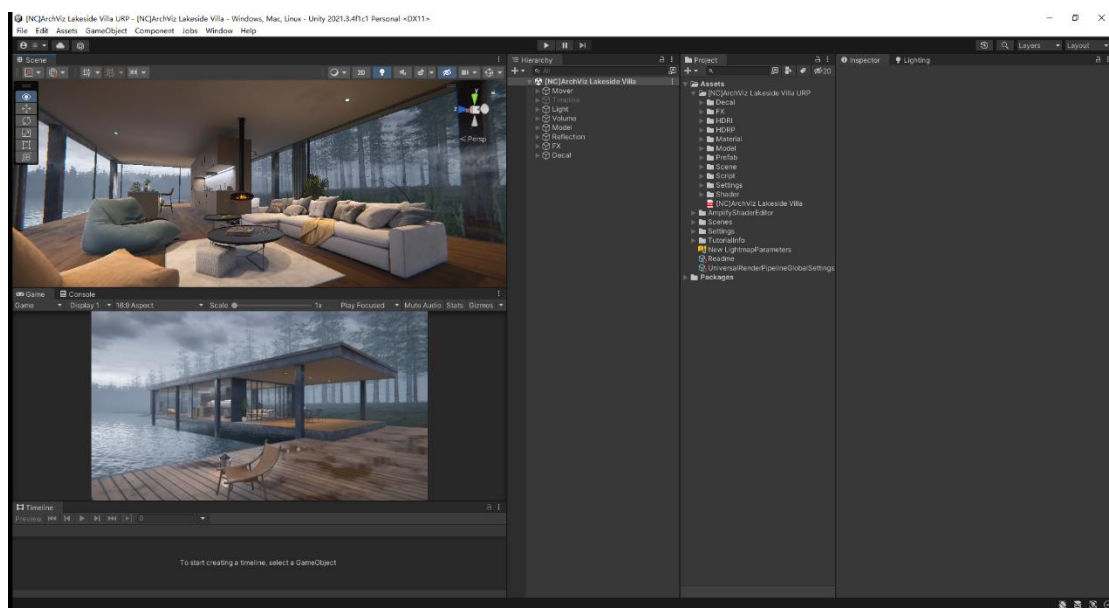 [NC]ArchViz Lakeside Villa URP - [NC]ArchViz Lakeside Villa - Windows, Mac, Linux - Unity 2021.3.4f1c1 Personal <DX11>
File Edit Assets GameObject Component Jobs Window Help
Layers Layout
Scene
2D
Persp
Game Console
Game Display 1 16:9 Aspect Scale 1x Play Focused Mute Audio Stats Gizmos
Timeline
Preview 0
To start creating a timeline, select a GameObject
Hierarchy
All
[NC]ArchViz Lakeside Villa
Mover
Timeline
Light
Volume
Model
Reflection
FX
Decal
Project
20
Assets
[NC]ArchViz Lakeside Villa URP
Decal
FX
HDRI
HDRP
Material
Model
Prefab
Scene
Script
Settings
Shader
[NC]ArchViz Lakeside Villa
AmplifyShaderEditor
Scenes
Settings
TutorialInfo
New LightmapParameters
Readme
UniversalRenderPipelineGlobalSettings
Packages
Inspector Lighting